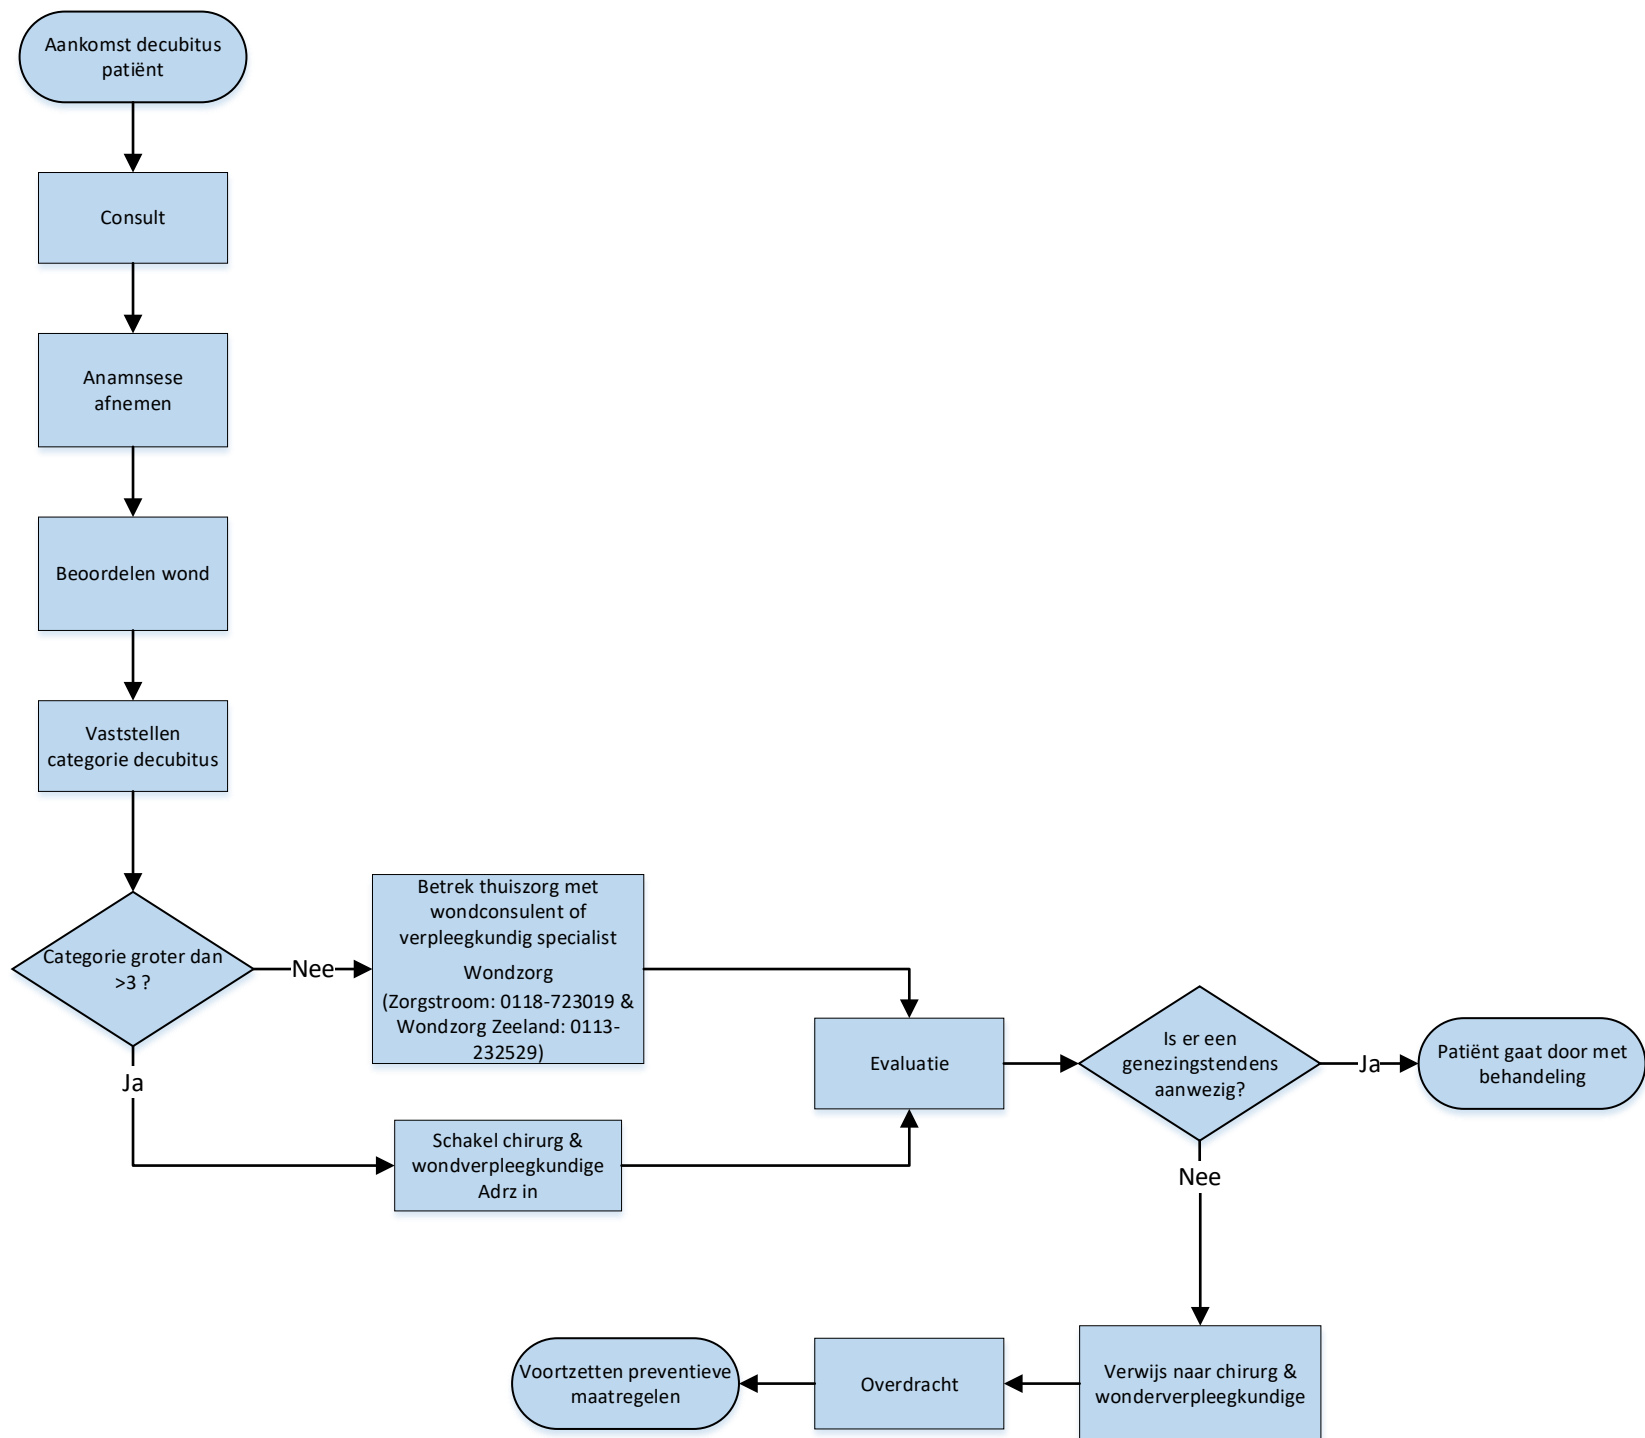 Aankomst decubitus
patiënt
Consult
Anamnsese
afnemen
Beoordelen wond
Vaststellen
categorie decubitus
Categorie groter dan
>3 ?
Nee
Ja
Betrek thuiszorg met
wondconsulent of
verpleegkundig specialist
Wondzorg
(Zorgstroom: 0118-723019 &
Wondzorg Zeeland: 0113-
232529)
Schakel chirurg &
wondverpleegkundige
Adrz in
Evaluatie
Is er een
genezingstendens
aanwezig?
Ja
Patiënt gaat door met
behandeling
Nee
Verwijs naar chirurg &
wonderverpleegkundige
Overdracht
Voortzetten preventieve
maatregelen